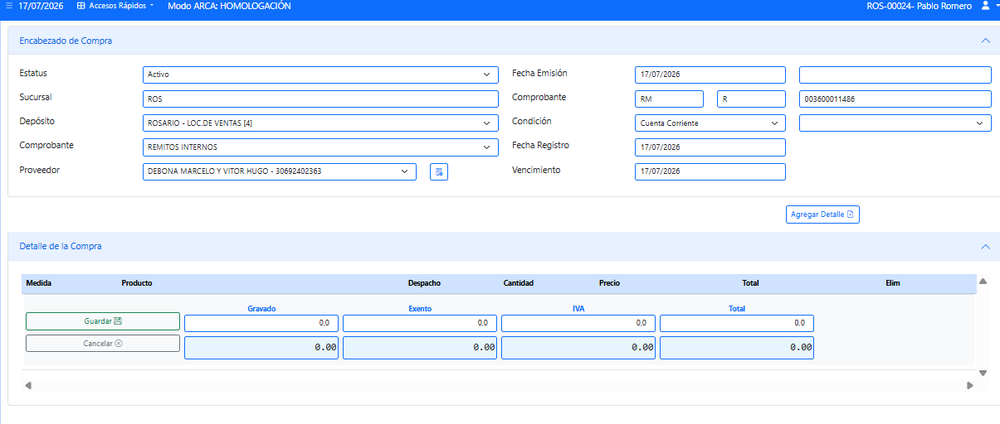 17/07/2026 Accesos Rápidos Modo ARCA: HOMOLOGACIÓN ROS-00024- Pablo Romero
Encabezado de Compra
Estatus Activo Fecha Emisión 17/07/2026
Sucursal ROS Comprobante RM R 003600011486
Depósito ROSARIO - LOC.DE VENTAS [4] Condición Cuenta Corriente
Comprobante REMITOS INTERNOS Fecha Registro 17/07/2026
Proveedor DEBONA MARCELO Y VITOR HUGO - 30692402363 Vencimiento 17/07/2026
Agregar Detalle
Detalle de la Compra
Medida Producto Despacho Cantidad Precio Total Elim
Gravado Exento IVA Total
Guardar 0,0 0,0 0,0 0,0
Cancelar 0.00 0.00 0.00 0.00